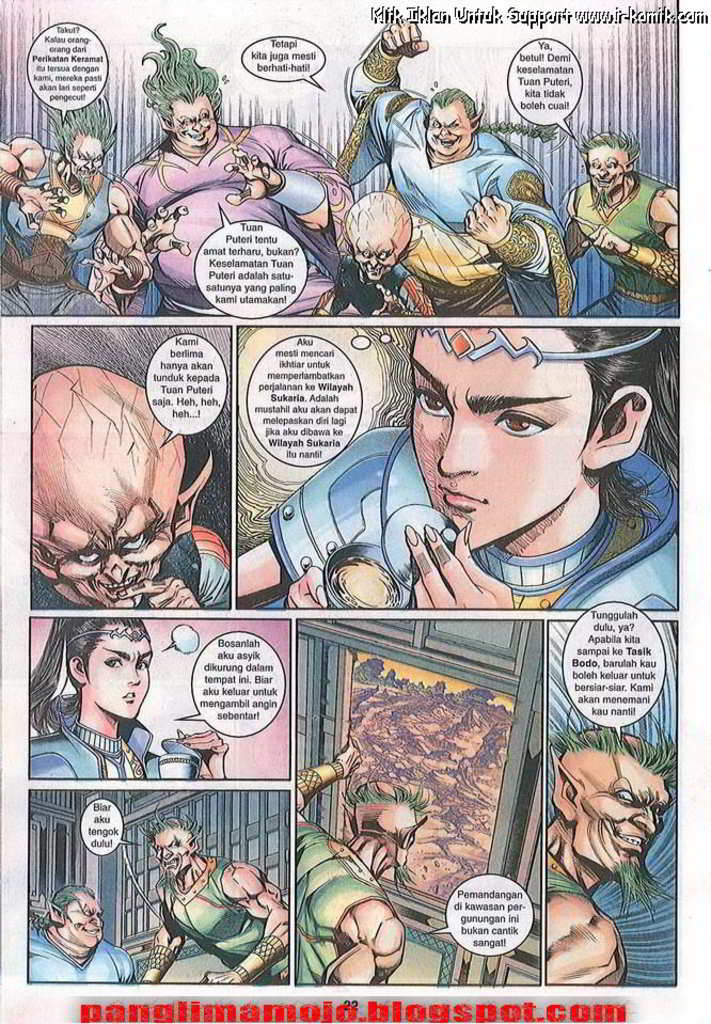 Klik Iklan Untuk Support www.ir-komik.com
Takut?
Kalau orang-
orang dari
Perikatan Keramat
itu tersua dengan
kami, mereka pasti
akan lari seperti
pengecut!
Tetapi
kita juga mesti
berhati-hati!
Ya,
betul! Demi
keselamatan
Tuan Puteri,
kita tidak
boleh cuai!
Tuan
Puteri tentu
amat terharu, bukan?
Keselamatan Tuan
Puteri adalah satu-
satunya yang paling
kami utamakan!
Kami
berlima
hanya akan
tunduk kepada
Tuan Puteri
saja. Heh, heh,
heh...!
Aku
mesti mencari
ikhtiar untuk
memperlambatkan
perjalanan ke Wilayah
Sukaria. Adalah
mustahil aku akan dapat
melepaskan diri lagi
jika aku dibawa ke
Wilayah Sukaria
itu nanti!
Bosanlah
aku asyik
dikurung dalam
tempat ini. Biar
aku keluar untuk
mengambil angin
sebentar!
Tunggulah
dulu, ya?
Apabila kita
sampai ke Tasik
Bodo, barulah kau
boleh keluar untuk
bersiar-siar. Kami
akan menemani
kau nanti!
Biar
aku
tengok
dulu!
Pemandangan
di kawasan per-
gunungan ini
bukan cantik
sangat!
33
panglimamojo.blogspot.com